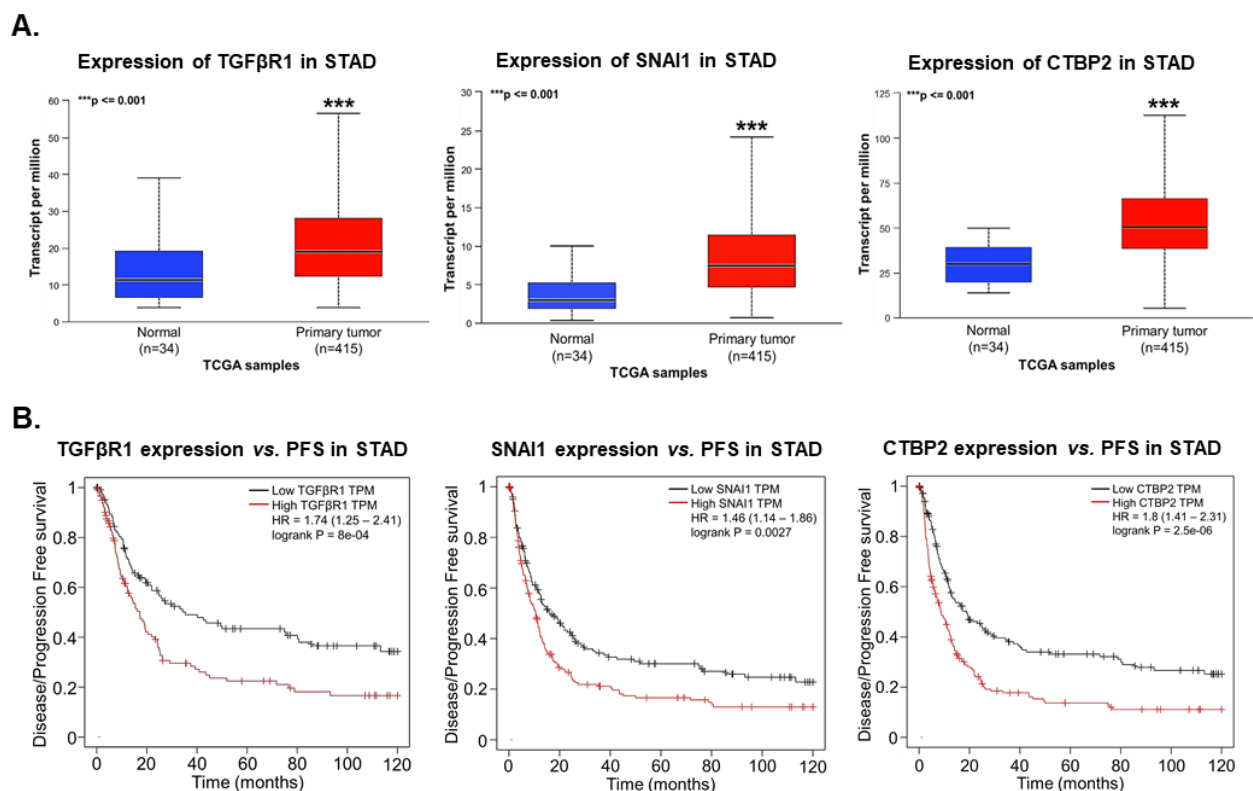 A.
Expression of TGFβR1 in STAD
***p <= 0.001
***
Transcript per million
60
50
40
30
20
10
0
Normal
(n=34)
Primary tumor
(n=415)
TCGA samples
Expression of SNAI1 in STAD
***p <= 0.001
***
Transcript per million
30
25
20
15
10
5
0
Normal
(n=34)
Primary tumor
(n=415)
TCGA samples
Expression of CTBP2 in STAD
***p <= 0.001
***
Transcript per million
125
100
75
50
25
0
Normal
(n=34)
Primary tumor
(n=415)
TCGA samples
B.
TGFβR1 expression vs. PFS in STAD
Low TGFβR1 TPM
High TGFβR1 TPM
HR = 1.74 (1.25 – 2.41)
logrank P = 8e-04
Disease/Progression Free survival
1
0.8
0.6
0.4
0.2
0
0 20 40 60 80 100 120
Time (months)
SNAI1 expression vs. PFS in STAD
Low SNAI1 TPM
High SNAI1 TPM
HR = 1.46 (1.14 – 1.86)
logrank P = 0.0027
Disease/Progression Free survival
1
0.8
0.6
0.4
0.2
0
0 20 40 60 80 100 120
Time (months)
CTBP2 expression vs. PFS in STAD
Low CTBP2 TPM
High CTBP2 TPM
HR = 1.8 (1.41 – 2.31)
logrank P = 2.5e-06
Disease/Progression Free survival
1
0.8
0.6
0.4
0.2
0
0 20 40 60 80 100 120
Time (months)